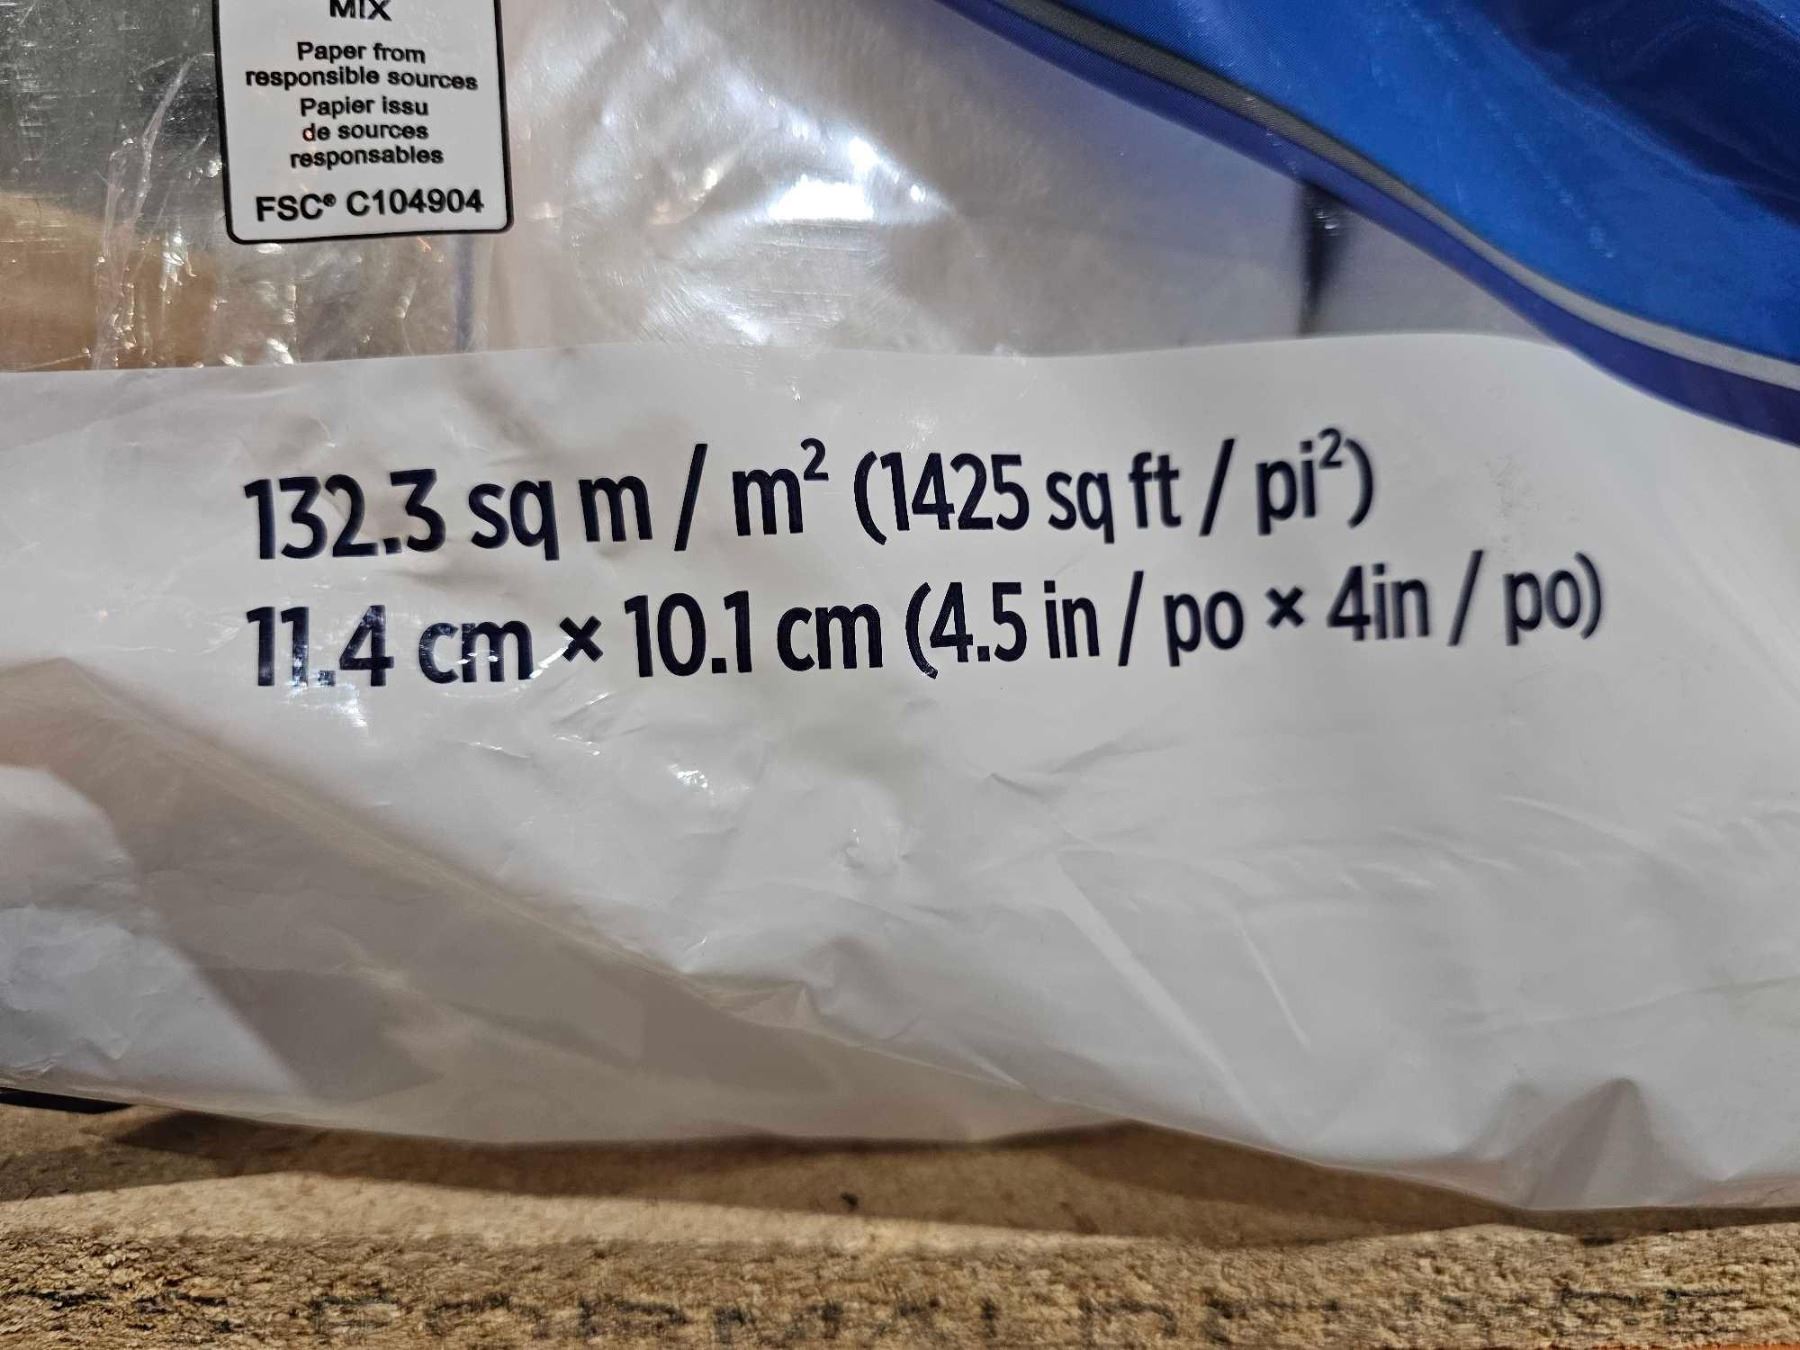 MIX
Paper from
responsible sources
Papier issu
de sources
responsables
FSC® C104904
132.3 sq m / m² (1425 sq ft / pi²)
11.4 cm × 10.1 cm (4.5 in / po × 4in / po)